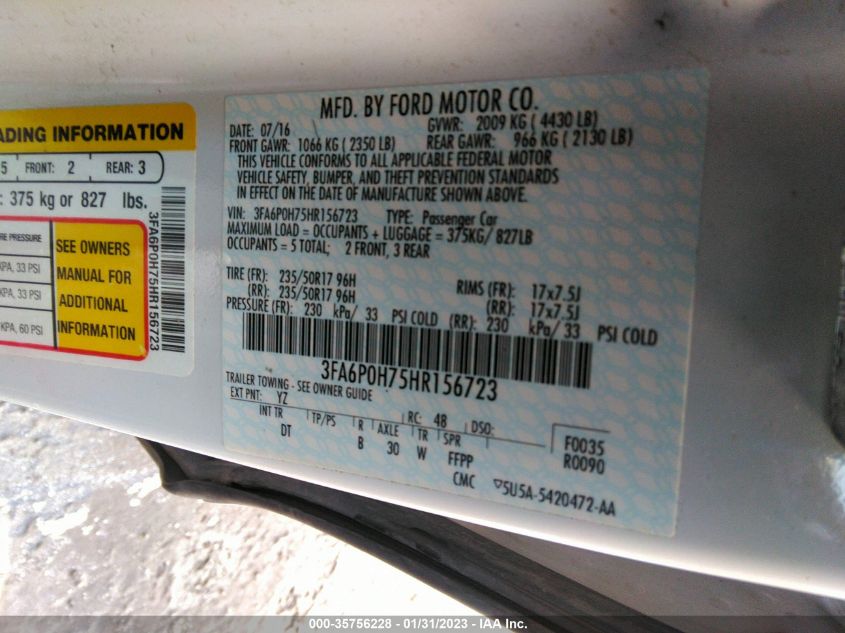 ADING INFORMATION
5 FRONT: 2 REAR: 3
: 375 kg or 827 lbs.
RE PRESSURE
KPA, 33 PSI
KPA, 33 PSI
KPA, 60 PSI
SEE OWNERS
MANUAL FOR
ADDITIONAL
INFORMATION
3FA6P0H75HR156723
MFD. BY FORD MOTOR CO.
DATE: 07/16 GVWR: 2009 KG ( 4430 LB)
FRONT GAWR: 1066 KG ( 2350 LB) REAR GAWR: 966 KG ( 2130 LB)
THIS VEHICLE CONFORMS TO ALL APPLICABLE FEDERAL MOTOR
VEHICLE SAFETY, BUMPER, AND THEFT PREVENTION STANDARDS
IN EFFECT ON THE DATE OF MANUFACTURE SHOWN ABOVE.
VIN: 3FA6P0H75HR156723 TYPE: Passenger Car
MAXIMUM LOAD = OCCUPANTS + LUGGAGE = 375KG/ 827LB
OCCUPANTS = 5 TOTAL; 2 FRONT, 3 REAR
TIRE (FR): 235/50R17 96H RIMS (FR): 17x7.5J
(RR): 235/50R17 96H (RR): 17x7.5J
PRESSURE (FR): 230 kPa/ 33 PSI COLD (RR): 230 kPa/ 33 PSI COLD
3FA6P0H75HR156723
TRAILER TOWING - SEE OWNER GUIDE
EXT PNT: YZ RC: 48 DSO:
INT TR TP/PS R AXLE TR SPR F0035
DT B 30 W FFPP R0090
CMC 5U5A-5420472-AA
000-35756228 - 01/31/2023 - IAA Inc.